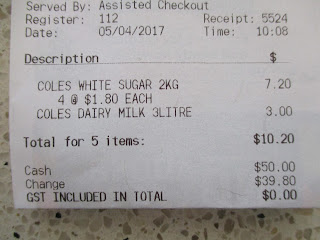 Served By: Assisted Checkout
Register: 112 Receipt: 5524
Date: 05/04/2017 Time: 10:08
Description $
COLES WHITE SUGAR 2KG 7.20
4 @ $1.80 EACH
COLES DAIRY MILK 3LITRE 3.00
Total for 5 items: $10.20
Cash $50.00
Change $39.80
GST INCLUDED IN TOTAL $0.00